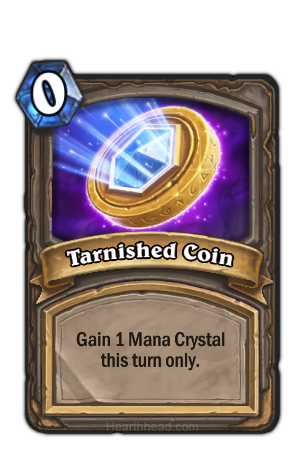 0
Tarnished Coin
Gain 1 Mana Crystal
this turn only.
Hearthhead.com